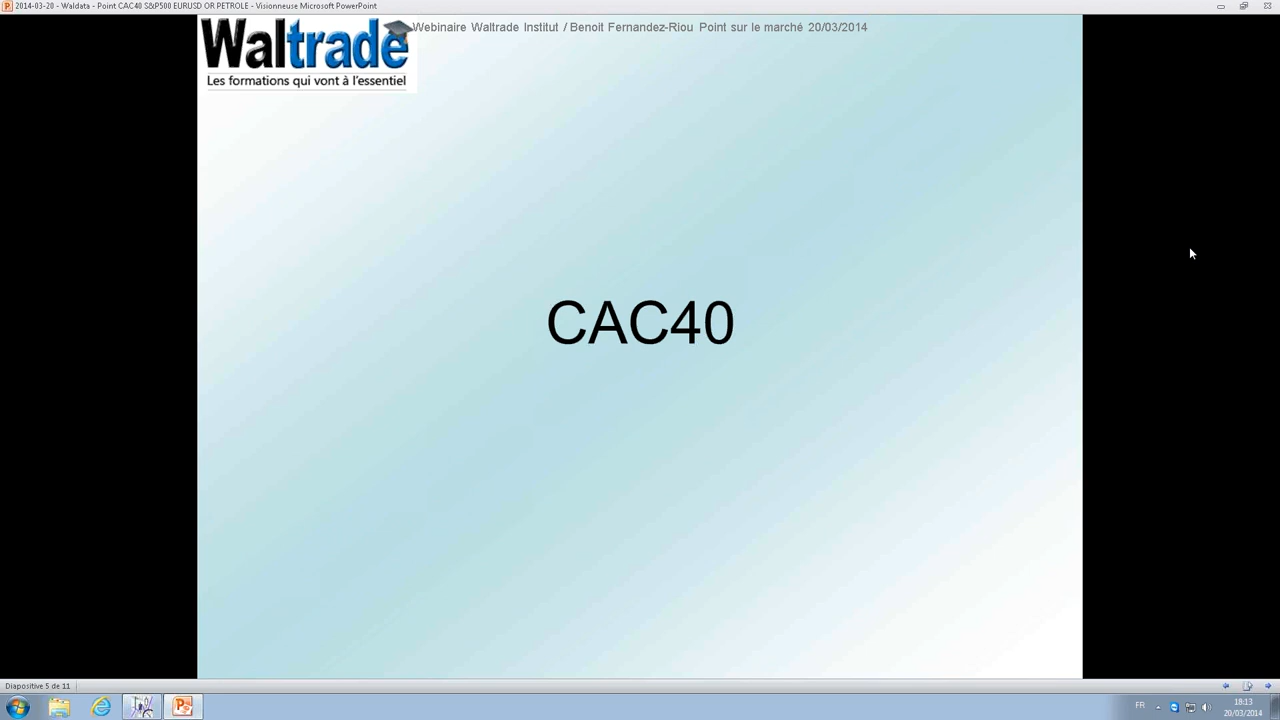 2014-03-20 - Waldata - Point CAC40 S&P500 EURUSD OR PETROLE - Visionneuse Microsoft PowerPoint
Waltrade
Les formations qui vont à l'essentiel
Webinaire Waltrade Institut / Benoit Fernandez-Riou Point sur le marché 20/03/2014
CAC40
Diapositive 5 de 11
FR
18:13
20/03/2014